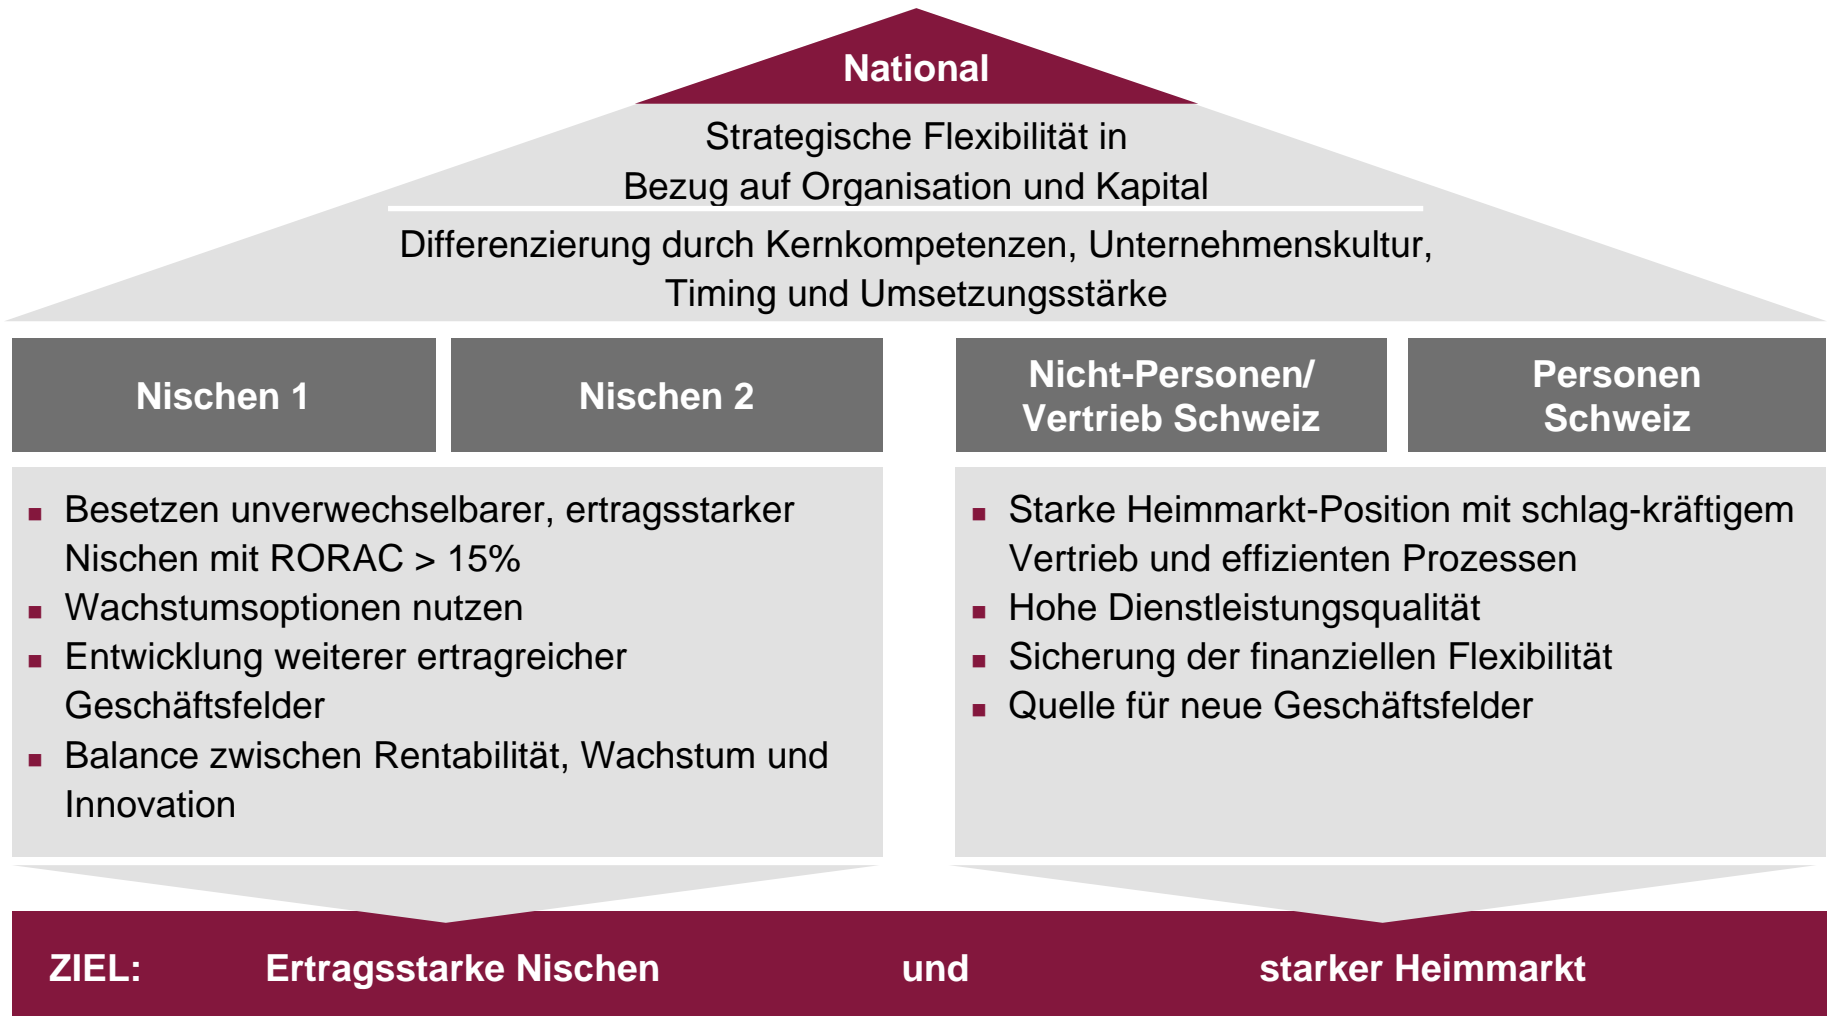 National
Strategische Flexibilität in
Bezug auf Organisation und Kapital
Differenzierung durch Kernkompetenzen, Unternehmenskultur,
Timing und Umsetzungsstärke
Nischen 1
Nischen 2
Nicht-Personen/
Vertrieb Schweiz
Personen
Schweiz
Besetzen unverwechselbarer, ertragsstarker
Nischen mit RORAC > 15%
Wachstumsoptionen nutzen
Entwicklung weiterer ertragreicher
Geschäftsfelder
Balance zwischen Rentabilität, Wachstum und
Innovation
Starke Heimmarkt-Position mit schlag-kräftigem
Vertrieb und effizienten Prozessen
Hohe Dienstleistungsqualität
Sicherung der finanziellen Flexibilität
Quelle für neue Geschäftsfelder
ZIEL: Ertragsstarke Nischen und starker Heimmarkt